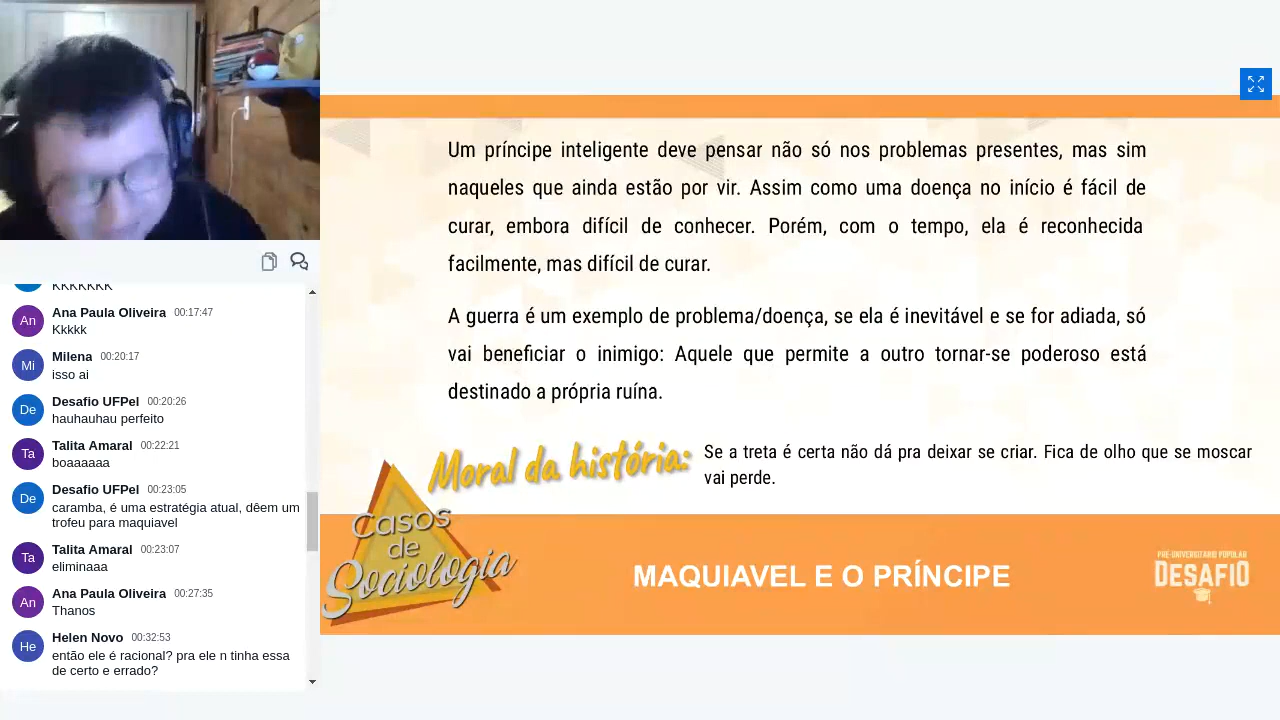 KKKKKKK
Ana Paula Oliveira 00:17:47
An
Kkkkk
Milena 00:20:17
Mi
isso ai
Desafio UFPel 00:20:26
De
hauhauhau perfeito
Talita Amaral 00:22:21
Ta
boaaaaaa
Desafio UFPel 00:23:05
De
caramba, é uma estratégia atual, dêem um
trofeu para maquiavel
Talita Amaral 00:23:07
Ta
eliminaaa
Ana Paula Oliveira 00:27:35
An
Thanos
Helen Novo 00:32:53
He
então ele é racional? pra ele n tinha essa
de certo e errado?
Um príncipe inteligente deve pensar não só nos problemas presentes, mas sim
naqueles que ainda estão por vir. Assim como uma doença no início é fácil de
curar, embora difícil de conhecer. Porém, com o tempo, ela é reconhecida
facilmente, mas difícil de curar.
A guerra é um exemplo de problema/doença, se ela é inevitável e se for adiada, só
vai beneficiar o inimigo: Aquele que permite a outro tornar-se poderoso está
destinado a própria ruína.
Moral da história:
Se a treta é certa não dá pra deixar se criar. Fica de olho que se moscar
vai perde.
Casos
de
Sociologia
MAQUIAVEL E O PRÍNCIPE
PRÉ-UNIVERSITÁRIO POPULAR
DESAFIO